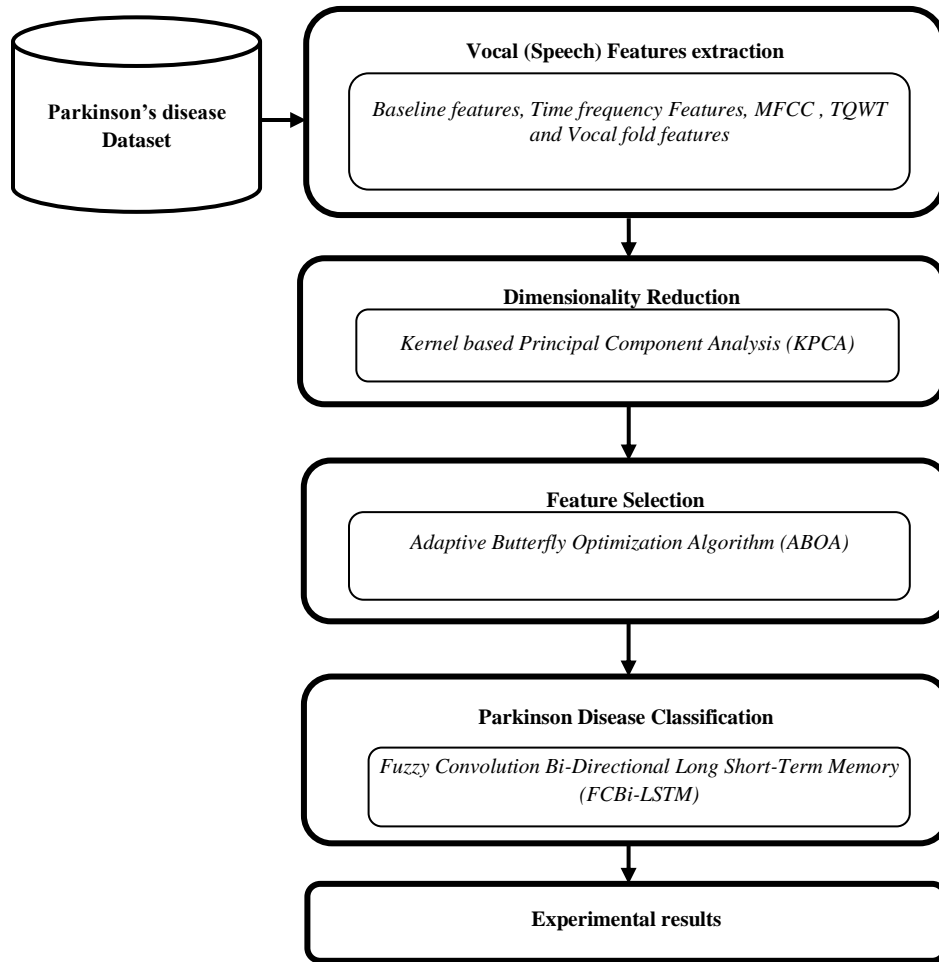 Parkinson's disease
Dataset
Vocal (Speech) Features extraction
Baseline features, Time frequency Features, MFCC , TQWT
and Vocal fold features
Dimensionality Reduction
Kernel based Principal Component Analysis (KPCA)
Feature Selection
Adaptive Butterfly Optimization Algorithm (ABOA)
Parkinson Disease Classification
Fuzzy Convolution Bi-Directional Long Short-Term Memory
(FCBi-LSTM)
Experimental results